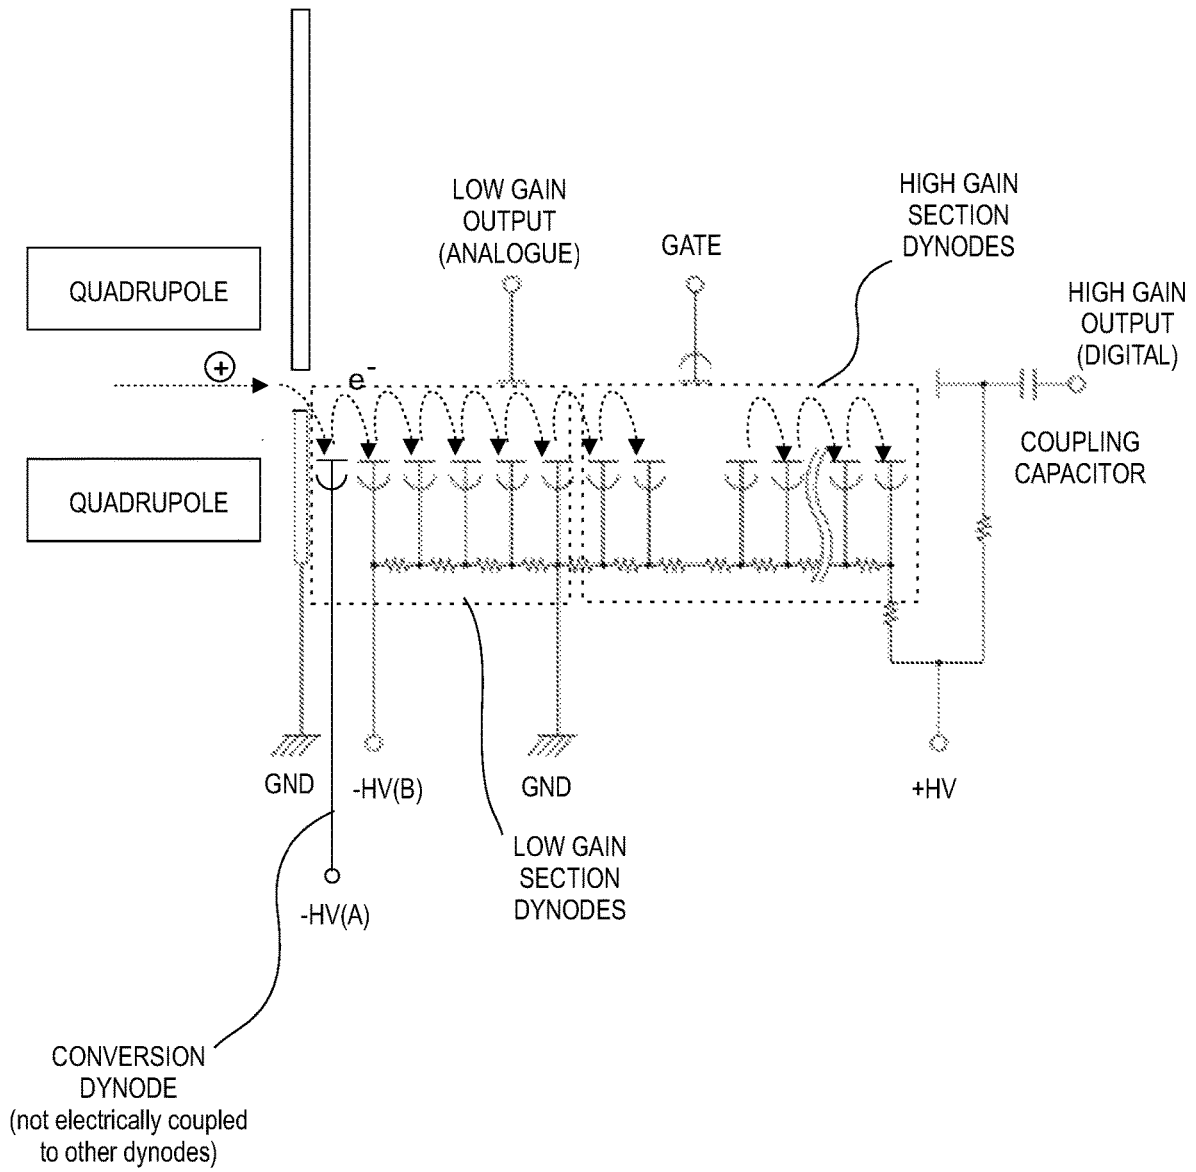 HIGH GAIN
SECTION
DYNODES
LOW GAIN
OUTPUT
(ANALOGUE)
GATE
QUADRUPOLE
HIGH GAIN
OUTPUT
(DIGITAL)
+
e-
COUPLING
CAPACITOR
QUADRUPOLE
GND
-HV(B)
GND
+HV
LOW GAIN
SECTION
DYNODES
-HV(A)
CONVERSION
DYNODE
(not electrically coupled
to other dynodes)